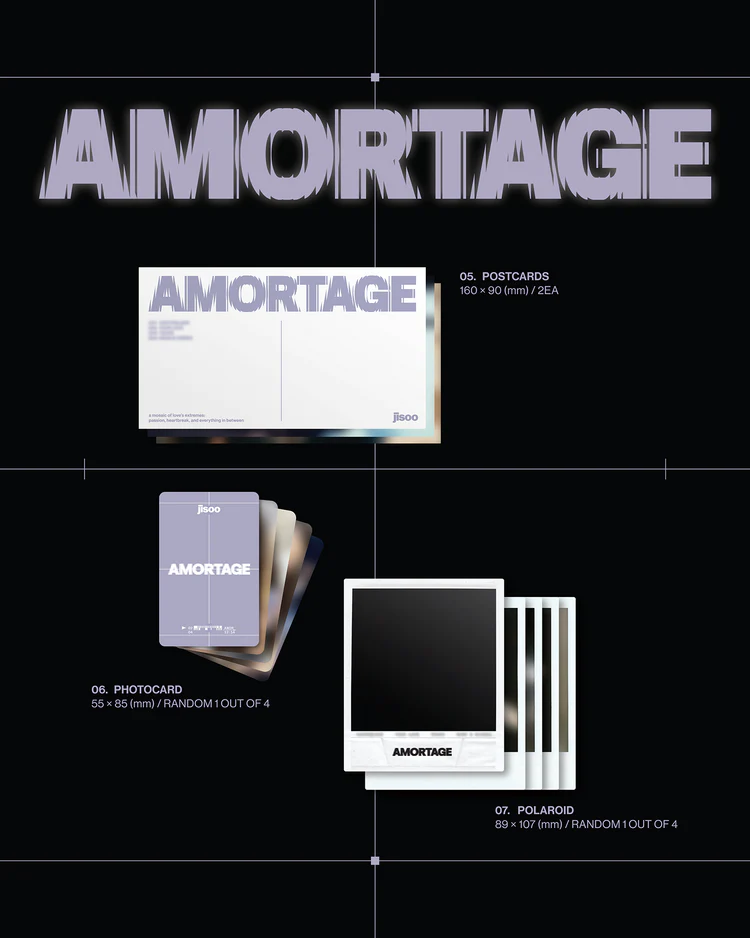 AMORTAGE
05. POSTCARDS
160 × 90 (mm) / 2EA
AMORTAGE
a mosaic of love's extremes:
passion, heartbreak, and everything in between
jisoo
jisoo
AMORTAGE
06. PHOTOCARD
55 × 85 (mm) / RANDOM 1 OUT OF 4
AMORTAGE
07. POLAROID
89 × 107 (mm) / RANDOM 1 OUT OF 4